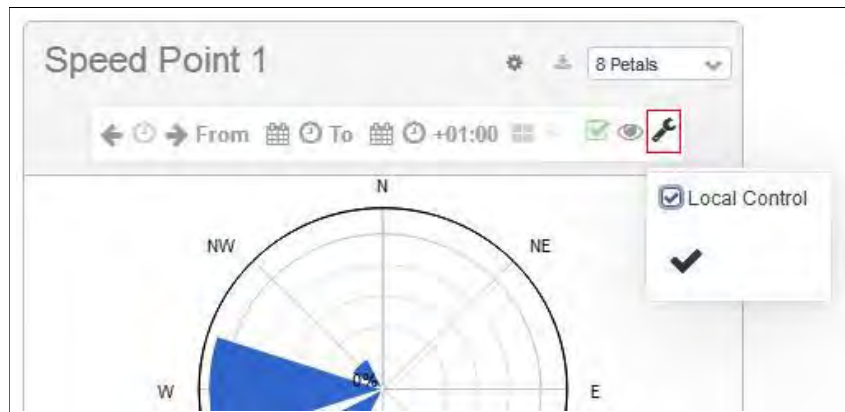 Speed Point 1
8 Petals
From To +01:00
Local Control
N
NW NE
0%
W E